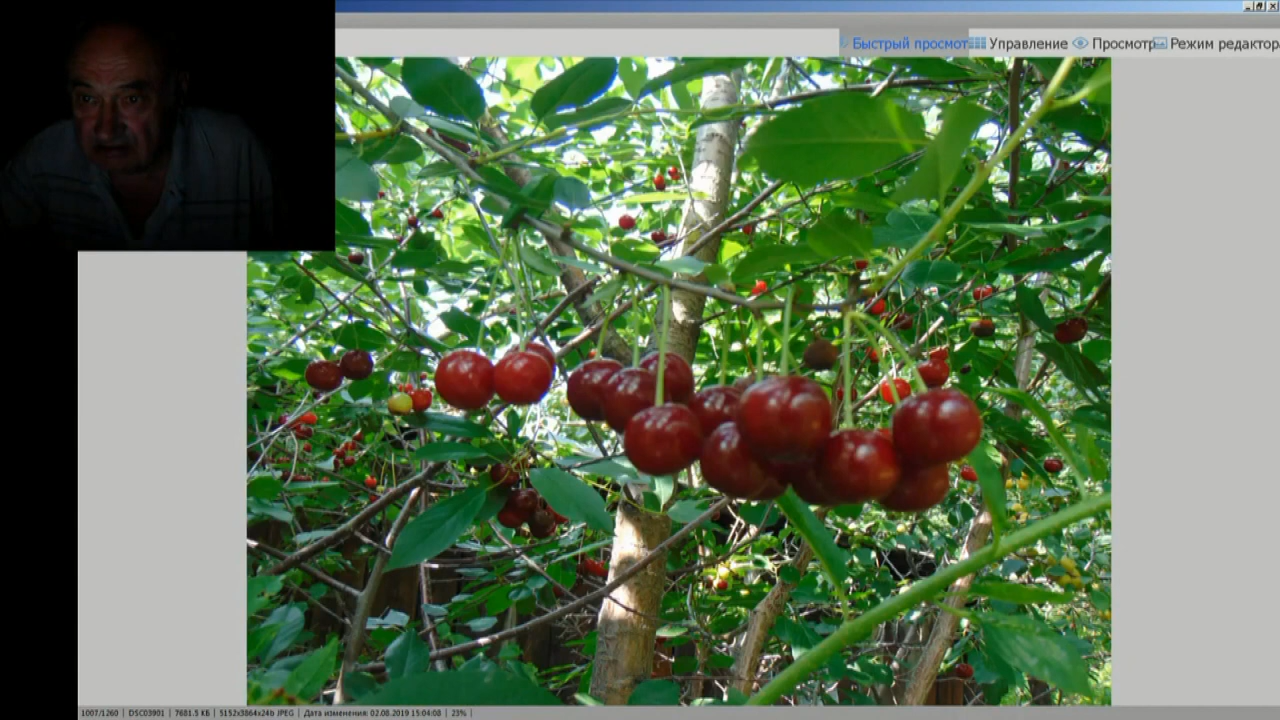 Быстрый просмот Управление Просмотр Режим редактор
1007/1260 | DSC03901 | 7681.5 KB | 5152x3864x24b JPEG | Дата изменения: 02.08.2019 15:04:08 | 23% |